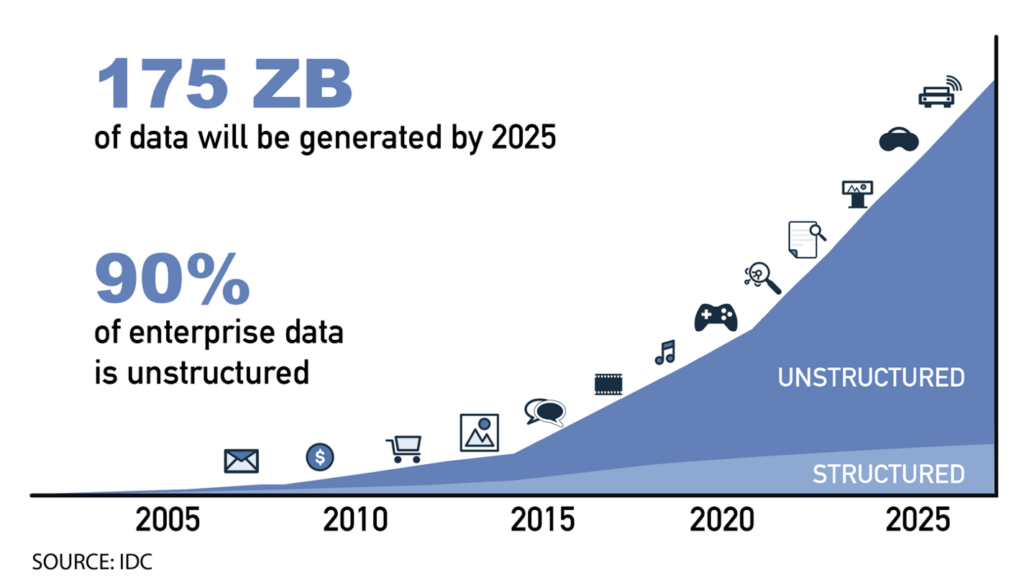 175 ZB
of data will be generated by 2025
90%
of enterprise data
is unstructured
$
UNSTRUCTURED
STRUCTURED
2005 2010 2015 2020 2025
SOURCE: IDC